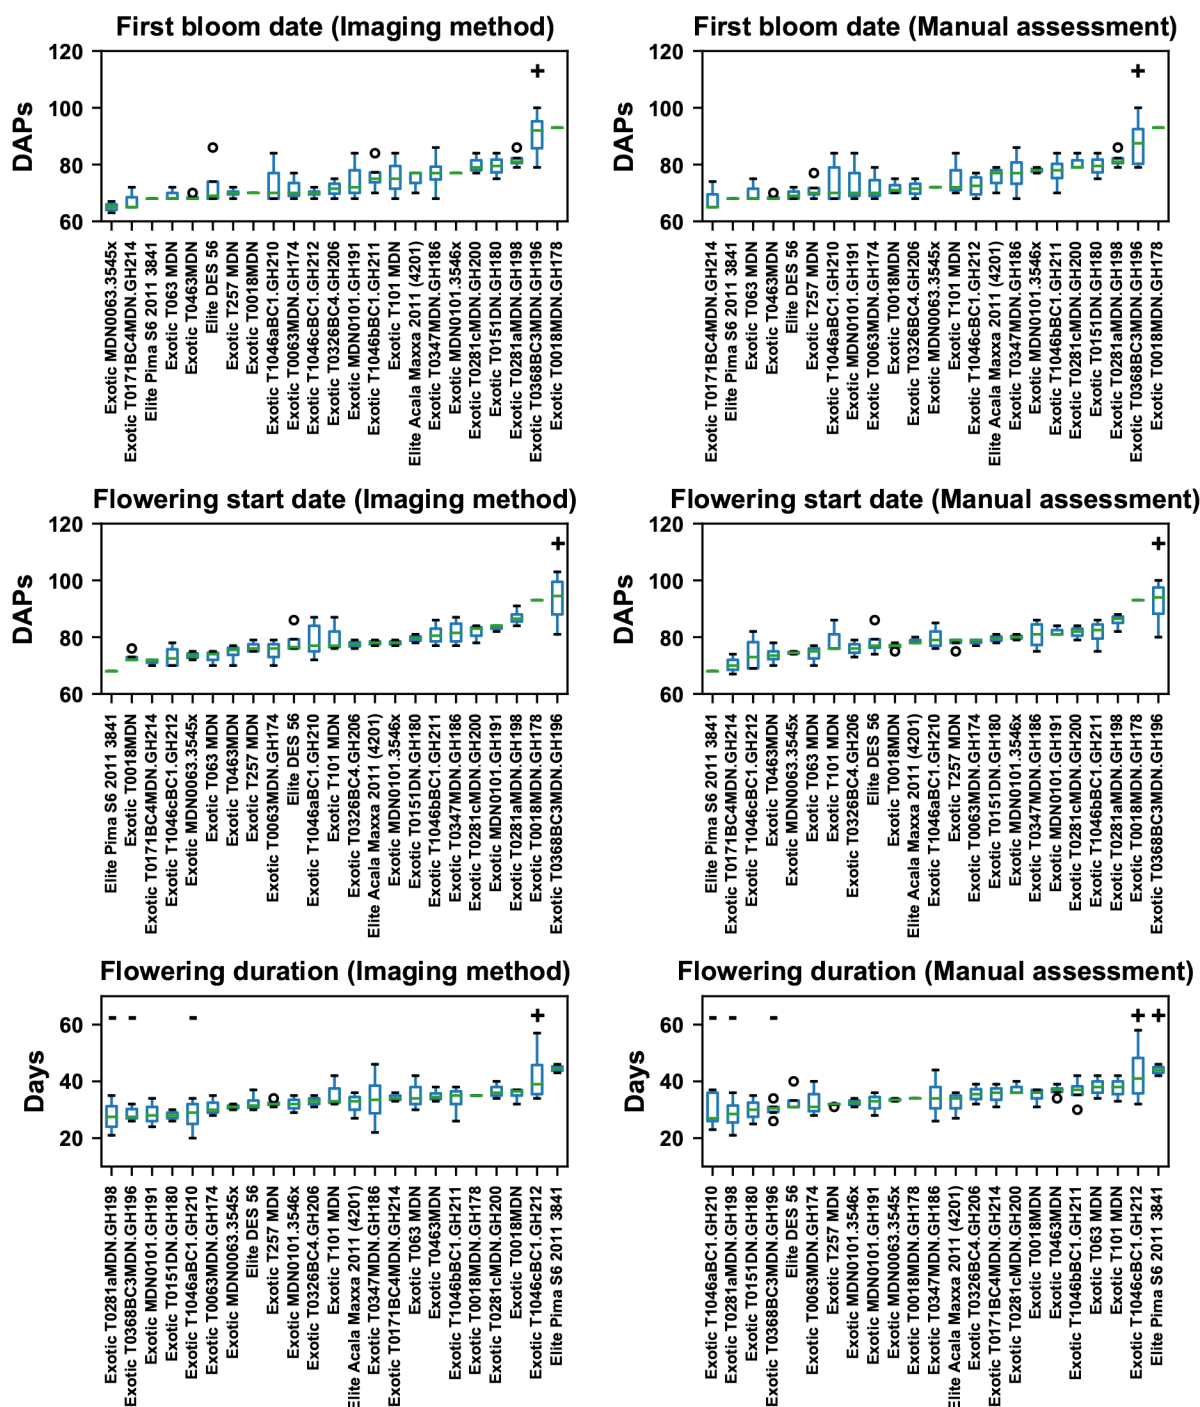 First bloom date (Imaging method)
DAPs
120
100
80
60
Exotic MDN0063.3545x
Exotic T0171BC4MDN.GH214
Elite Pima S6 2011 3841
Exotic T063 MDN
Exotic T0463MDN
Elite DES 56
Exotic T257 MDN
Exotic T0018MDN
Exotic T1046aBC1.GH210
Exotic T0063MDN.GH174
Exotic T1046cBC1.GH212
Exotic T0326BC4.GH206
Exotic MDN0101.GH191
Exotic T1046bBC1.GH211
Exotic T101 MDN
Elite Acala Maxxa 2011 (4201)
Exotic T0347MDN.GH186
Exotic MDN0101.3546x
Exotic T0281cMDN.GH200
Exotic T0151DN.GH180
Exotic T0281aMDN.GH198
Exotic T0368BC3MDN.GH196
Exotic T0018MDN.GH178
First bloom date (Manual assessment)
DAPs
120
100
80
60
Exotic T0171BC4MDN.GH214
Elite Pima S6 2011 3841
Exotic T063 MDN
Exotic T0463MDN
Elite DES 56
Exotic T257 MDN
Exotic T1046aBC1.GH210
Exotic MDN0101.GH191
Exotic T0063MDN.GH174
Exotic T0018MDN
Exotic T0326BC4.GH206
Exotic MDN0063.3545x
Exotic T101 MDN
Exotic T1046cBC1.GH212
Elite Acala Maxxa 2011 (4201)
Exotic T0347MDN.GH186
Exotic MDN0101.3546x
Exotic T1046bBC1.GH211
Exotic T0281cMDN.GH200
Exotic T0151DN.GH180
Exotic T0281aMDN.GH198
Exotic T0368BC3MDN.GH196
Exotic T0018MDN.GH178
Flowering start date (Imaging method)
DAPs
120
100
80
60
Elite Pima S6 2011 3841
Exotic T0018MDN
Exotic T0171BC4MDN.GH214
Exotic T1046cBC1.GH212
Exotic MDN0063.3545x
Exotic T063 MDN
Exotic T0463MDN
Exotic T257 MDN
Exotic T0063MDN.GH174
Elite DES 56
Exotic T1046aBC1.GH210
Exotic T101 MDN
Exotic T0326BC4.GH206
Elite Acala Maxxa 2011 (4201)
Exotic MDN0101.3546x
Exotic T0151DN.GH180
Exotic T1046bBC1.GH211
Exotic T0347MDN.GH186
Exotic T0281cMDN.GH200
Exotic MDN0101.GH191
Exotic T0281aMDN.GH198
Exotic T0018MDN.GH178
Exotic T0368BC3MDN.GH196
Flowering start date (Manual assessment)
DAPs
120
100
80
60
Elite Pima S6 2011 3841
Exotic T0171BC4MDN.GH214
Exotic T1046cBC1.GH212
Exotic T0463MDN
Exotic MDN0063.3545x
Exotic T063 MDN
Exotic T101 MDN
Exotic T0326BC4.GH206
Elite DES 56
Exotic T0018MDN
Elite Acala Maxxa 2011 (4201)
Exotic T1046aBC1.GH210
Exotic T257 MDN
Exotic T0063MDN.GH174
Exotic T0151DN.GH180
Exotic MDN0101.3546x
Exotic T0347MDN.GH186
Exotic MDN0101.GH191
Exotic T0281cMDN.GH200
Exotic T1046bBC1.GH211
Exotic T0281aMDN.GH198
Exotic T0018MDN.GH178
Exotic T0368BC3MDN.GH196
Flowering duration (Imaging method)
Days
60
40
20
Exotic T0281aMDN.GH198
Exotic T0368BC3MDN.GH196
Exotic MDN0101.GH191
Exotic T0151DN.GH180
Exotic T1046aBC1.GH210
Exotic T0063MDN.GH174
Exotic MDN0063.3545x
Elite DES 56
Exotic T257 MDN
Exotic MDN0101.3546x
Exotic T0326BC4.GH206
Exotic T101 MDN
Elite Acala Maxxa 2011 (4201)
Exotic T0347MDN.GH186
Exotic T0171BC4MDN.GH214
Exotic T063 MDN
Exotic T0463MDN
Exotic T1046bBC1.GH211
Exotic T0018MDN.GH178
Exotic T0281cMDN.GH200
Exotic T0018MDN
Exotic T1046cBC1.GH212
Elite Pima S6 2011 3841
Flowering duration (Manual assessment)
Days
60
40
20
Exotic T1046aBC1.GH210
Exotic T0281aMDN.GH198
Exotic T0151DN.GH180
Exotic T0368BC3MDN.GH196
Elite DES 56
Exotic T0063MDN.GH174
Exotic T257 MDN
Exotic MDN0101.3546x
Exotic MDN0101.GH191
Exotic MDN0063.3545x
Exotic T0018MDN.GH178
Exotic T0347MDN.GH186
Elite Acala Maxxa 2011 (4201)
Exotic T0326BC4.GH206
Exotic T0171BC4MDN.GH214
Exotic T0281cMDN.GH200
Exotic T0018MDN
Exotic T0463MDN
Exotic T1046bBC1.GH211
Exotic T063 MDN
Exotic T101 MDN
Exotic T1046cBC1.GH212
Elite Pima S6 2011 3841